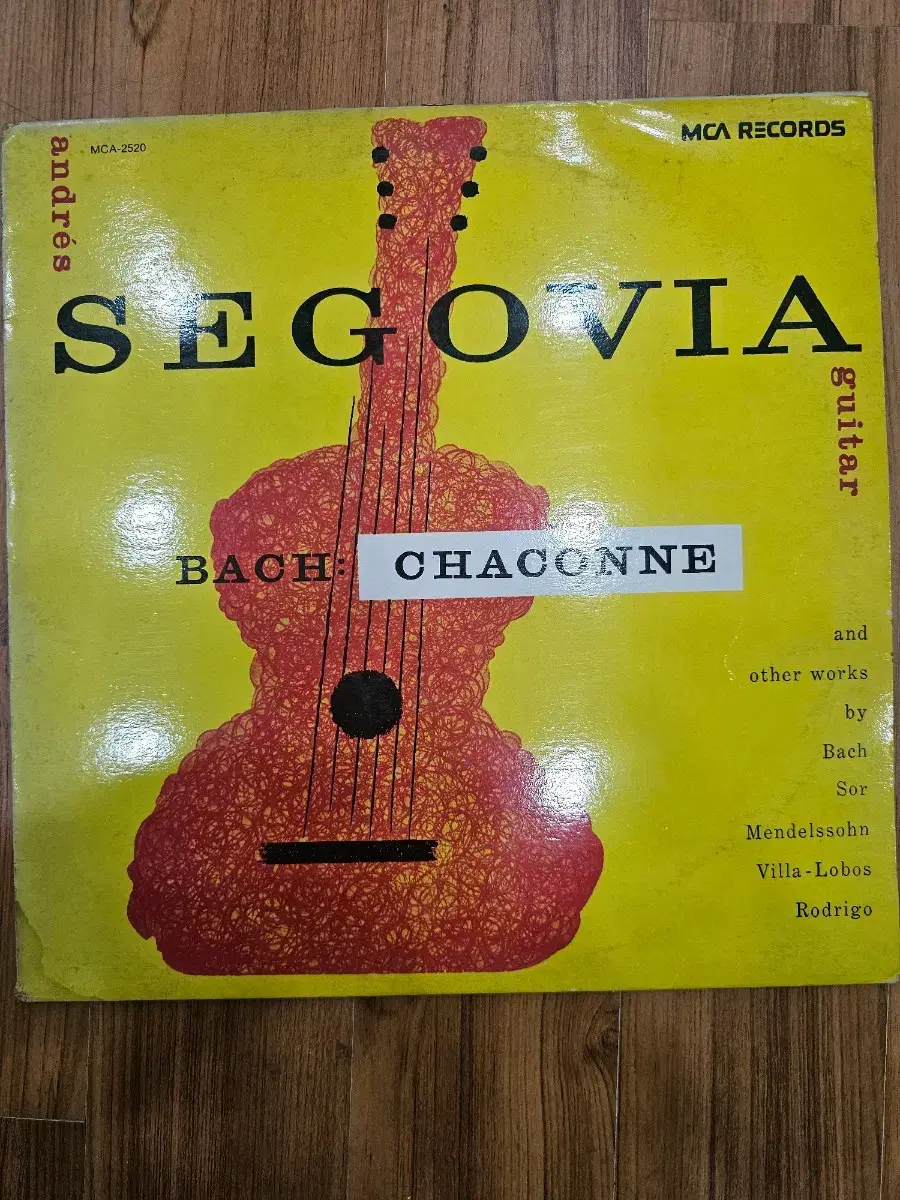 MCA RECORDS
MCA-2520
andrés
SEGOVIA
guitar
BACH: CHACONNE
and
other works
by
Bach
Sor
Mendelssohn
Villa-Lobos
Rodrigo